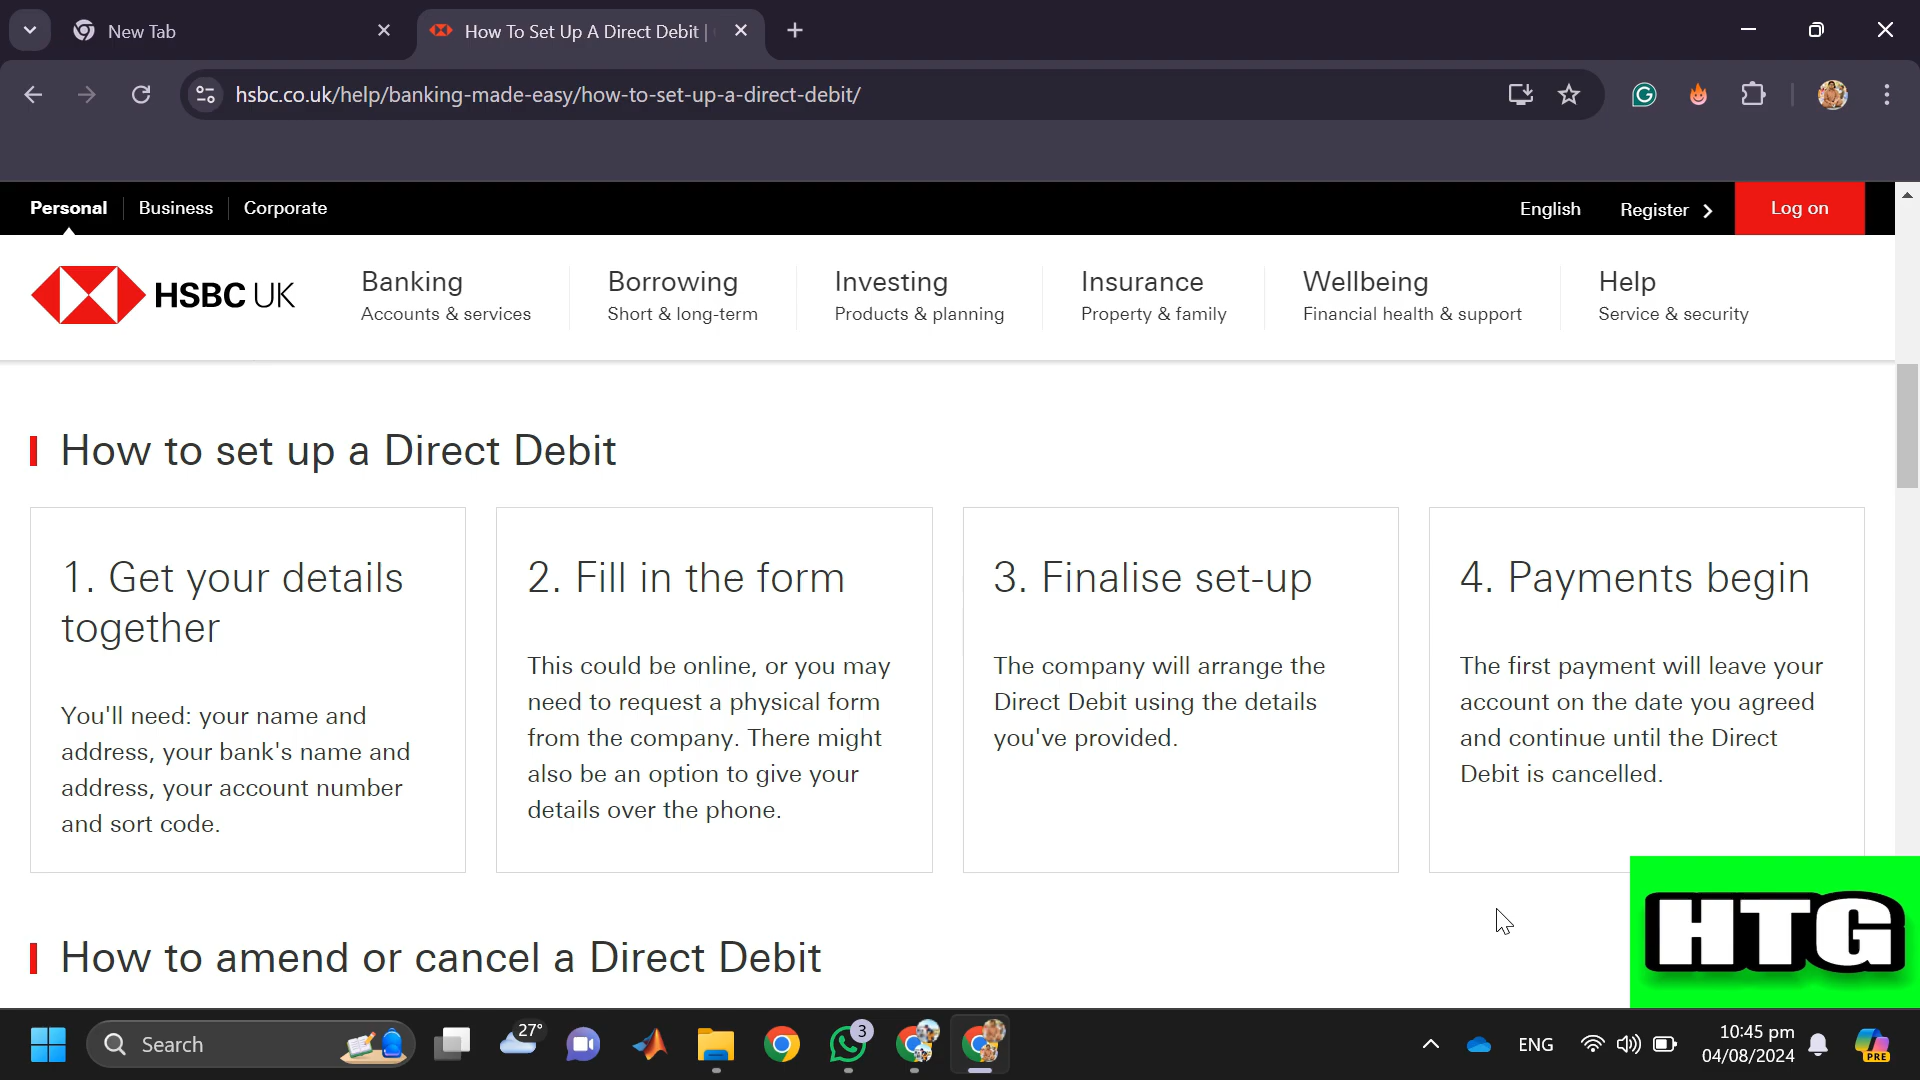 New Tab
How To Set Up A Direct Debit |
hsbc.co.uk/help/banking-made-easy/how-to-set-up-a-direct-debit/
Personal
Business
Corporate
English
Register
Log on
HSBC UK
Banking
Accounts & services
Borrowing
Short & long-term
Investing
Products & planning
Insurance
Property & family
Wellbeing
Financial health & support
Help
Service & security
How to set up a Direct Debit
1. Get your details
together
You'll need: your name and
address, your bank's name and
address, your account number
and sort code.
2. Fill in the form
This could be online, or you may
need to request a physical form
from the company. There might
also be an option to give your
details over the phone.
3. Finalise set-up
The company will arrange the
Direct Debit using the details
you've provided.
4. Payments begin
The first payment will leave your
account on the date you agreed
and continue until the Direct
Debit is cancelled.
How to amend or cancel a Direct Debit
HTG
Search
27°
3
ENG
10:45 pm
04/08/2024
PRE